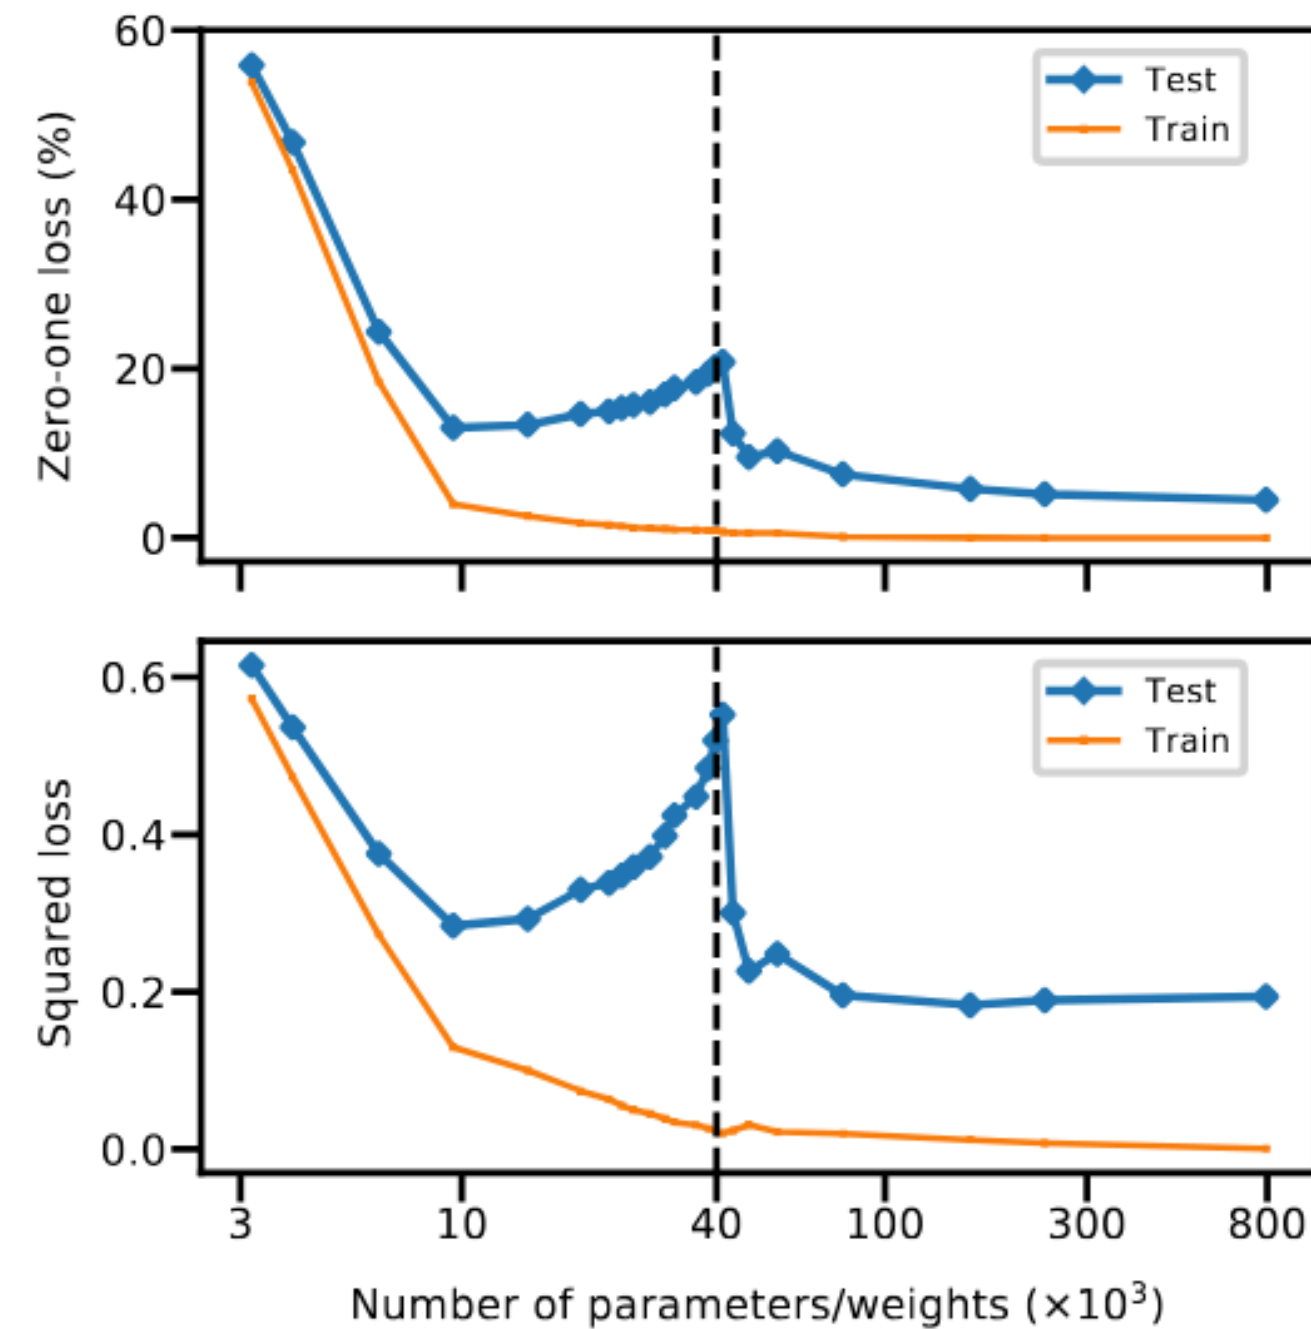 60
40
20
0
Zero-one loss (%)
Test
Train
0.6
0.4
0.2
0.0
Squared loss
Test
Train
3 10 40 100 300 800
Number of parameters/weights (×10³)